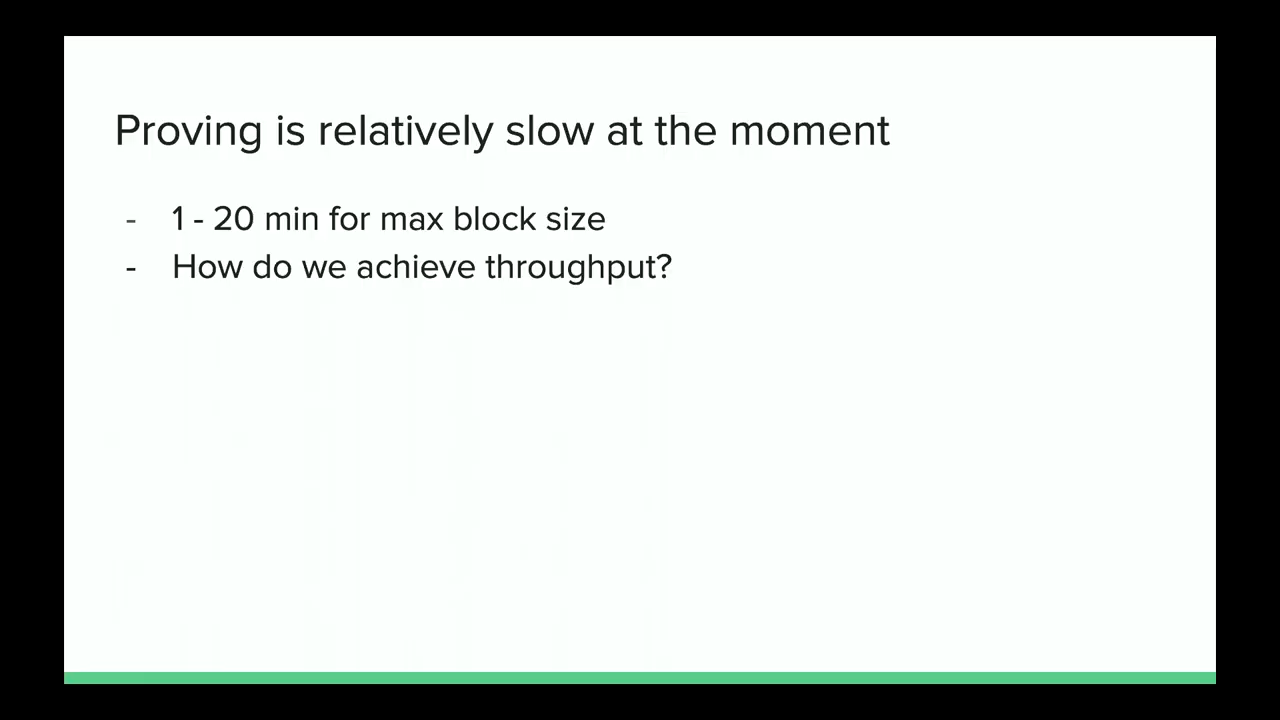 Proving is relatively slow at the moment
- 1 - 20 min for max block size
- How do we achieve throughput?